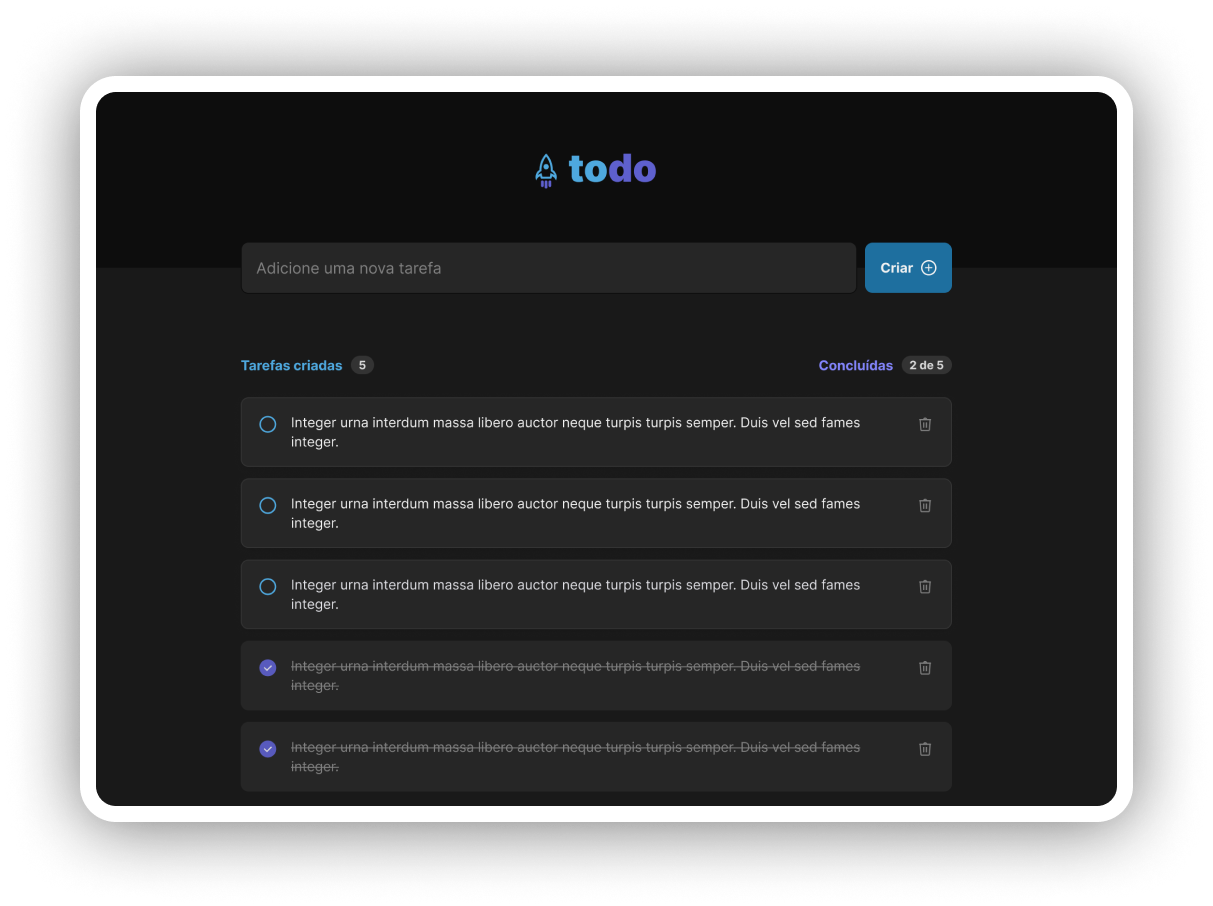 todo
Adicione uma nova tarefa
Criar
Tarefas criadas 5
Concluídas 2 de 5
Integer urna interdum massa libero auctor neque turpis turpis semper. Duis vel sed fames
integer.
Integer urna interdum massa libero auctor neque turpis turpis semper. Duis vel sed fames
integer.
Integer urna interdum massa libero auctor neque turpis turpis semper. Duis vel sed fames
integer.
Integer urna interdum massa libero auctor neque turpis turpis semper. Duis vel sed fames
integer.
Integer urna interdum massa libero auctor neque turpis turpis semper. Duis vel sed fames
integer.